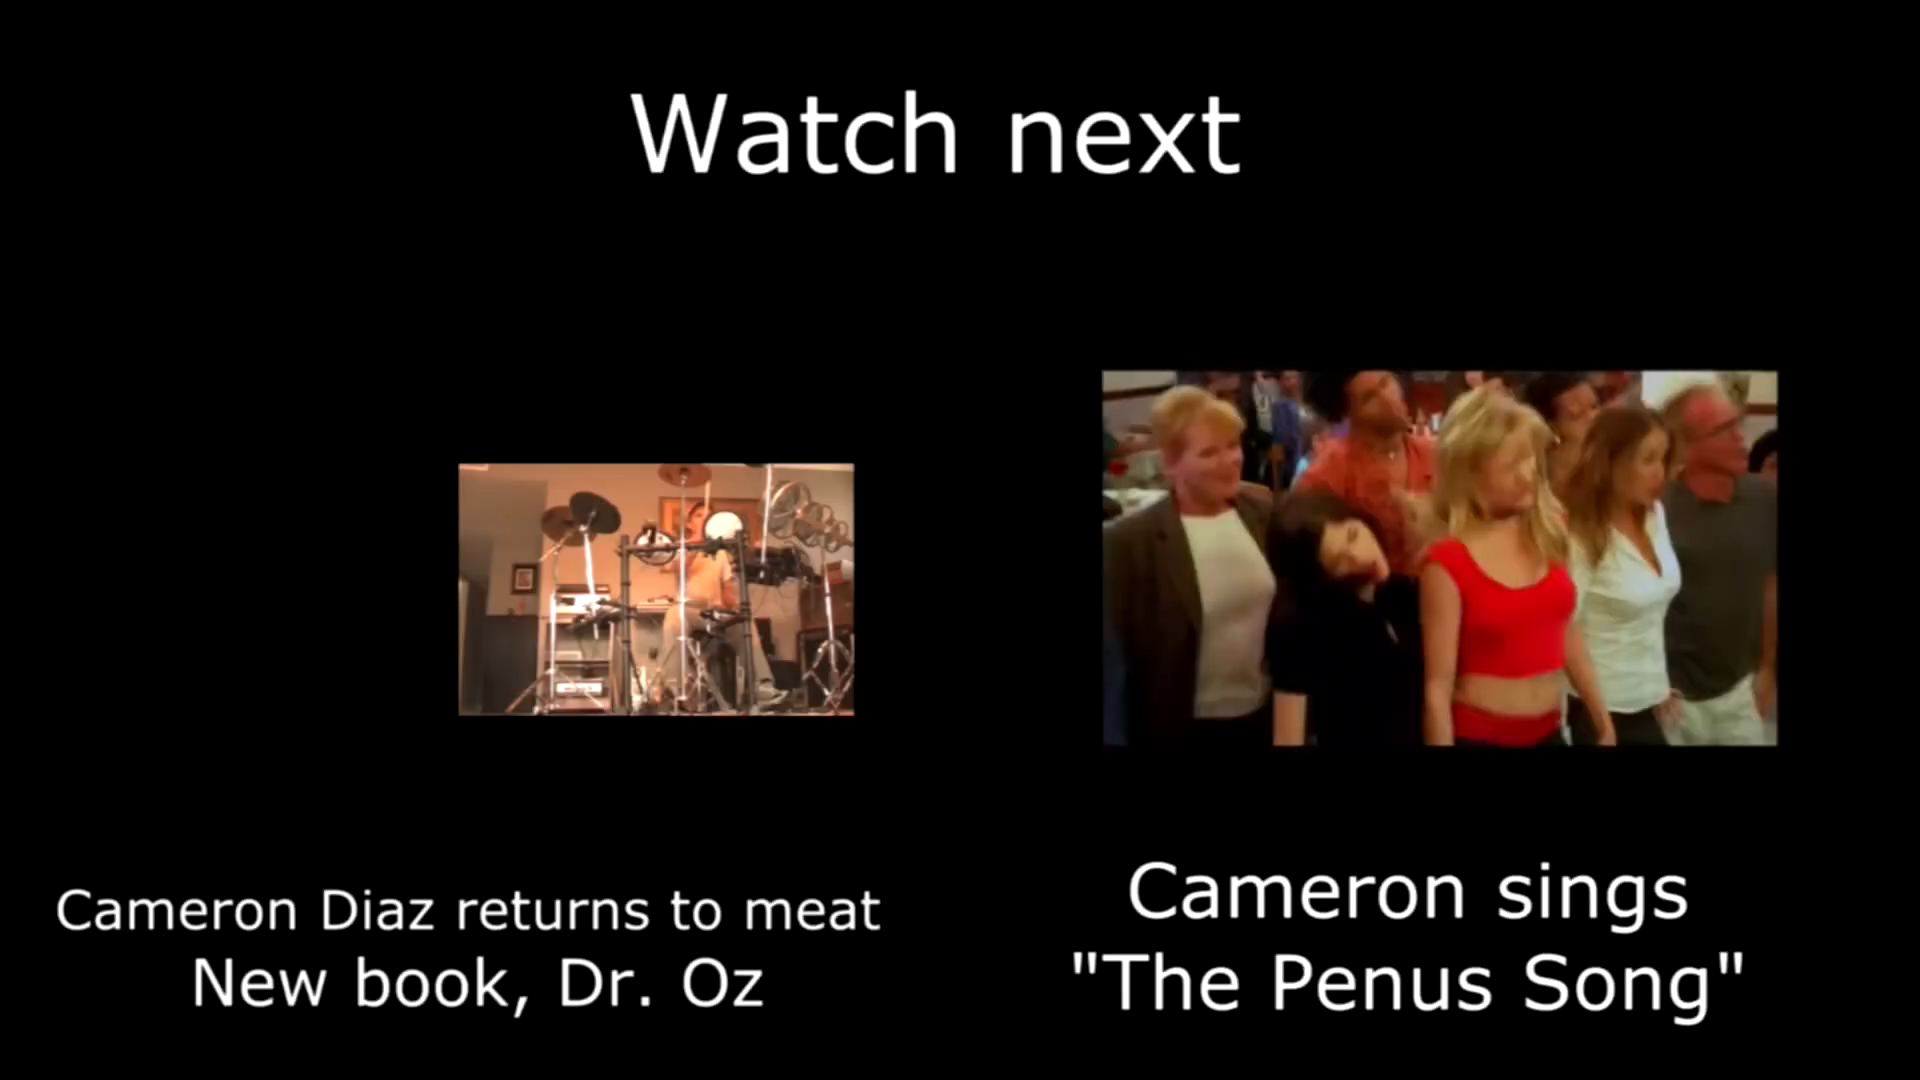 Watch next
Cameron Diaz returns to meat
New book, Dr. Oz
Cameron sings
"The Penus Song"